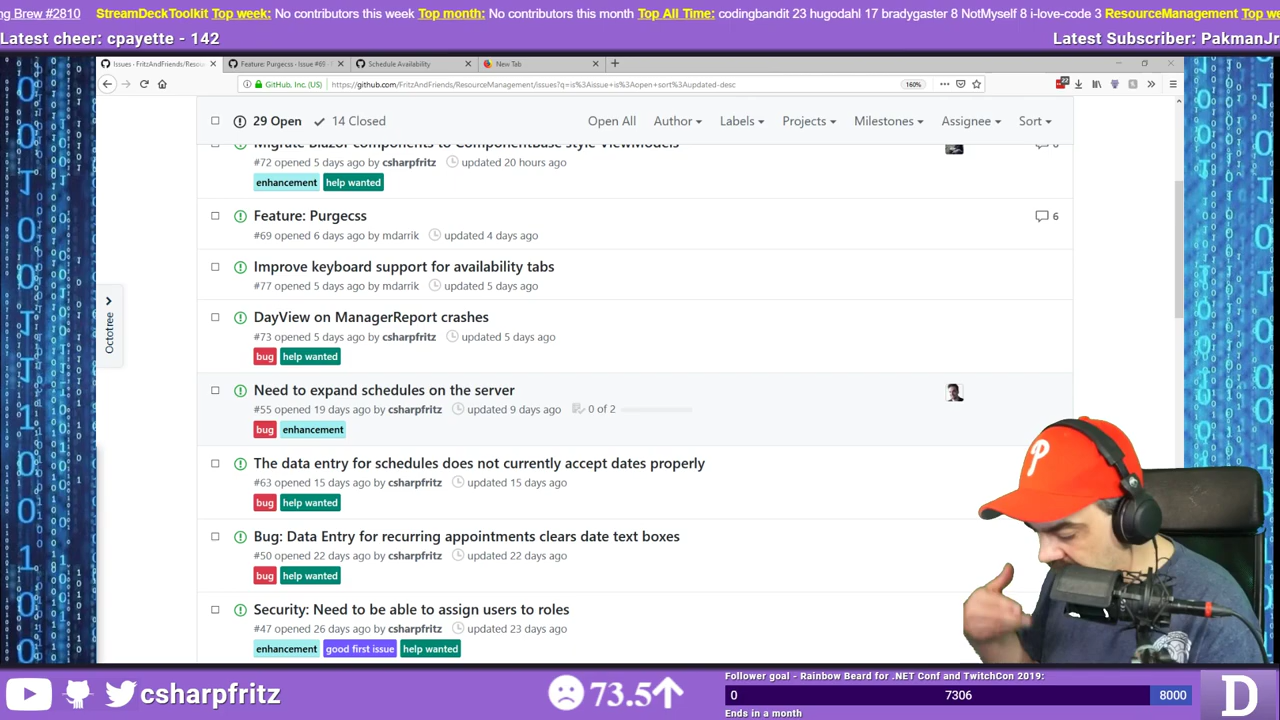 ng Brew #2810 StreamDeckToolkit Top week: No contributors this week Top month: No contributors this month Top All Time: codingbandit 23 hugodahl 17 bradygaster 8 NotMyself 8 i-love-code 3 ResourceManagement Top we
Latest cheer: cpayette - 142 Latest Subscriber: PakmanJr
Issues · FritzAndFriends/Resou Feature: Purgecss · Issue #69 Schedule Availability New Tab
GitHub, Inc. (US) https://github.com/FritzAndFriends/ResourceManagement/issues?q=is%3Aissue+is%3Aopen+sort%3Aupdated-desc 160%
29 Open 14 Closed Open All Author Labels Projects Milestones Assignee Sort
Migrate Blazor components to ComponentBase style ViewModels
#72 opened 5 days ago by csharpfritz updated 20 hours ago
enhancement help wanted
Feature: Purgecss 6
#69 opened 6 days ago by mdarrik updated 4 days ago
Improve keyboard support for availability tabs
#77 opened 5 days ago by mdarrik updated 5 days ago
Octotree
DayView on ManagerReport crashes
#73 opened 5 days ago by csharpfritz updated 5 days ago
bug help wanted
Need to expand schedules on the server
#55 opened 19 days ago by csharpfritz updated 9 days ago 0 of 2
bug enhancement
The data entry for schedules does not currently accept dates properly
#63 opened 15 days ago by csharpfritz updated 15 days ago
bug help wanted
Bug: Data Entry for recurring appointments clears date text boxes
#50 opened 22 days ago by csharpfritz updated 22 days ago
bug help wanted
Security: Need to be able to assign users to roles
#47 opened 26 days ago by csharpfritz updated 23 days ago
enhancement good first issue help wanted
csharpfritz 73.5
Follower goal - Rainbow Beard for .NET Conf and TwitchCon 2019:
0 7306 8000
Ends in a month